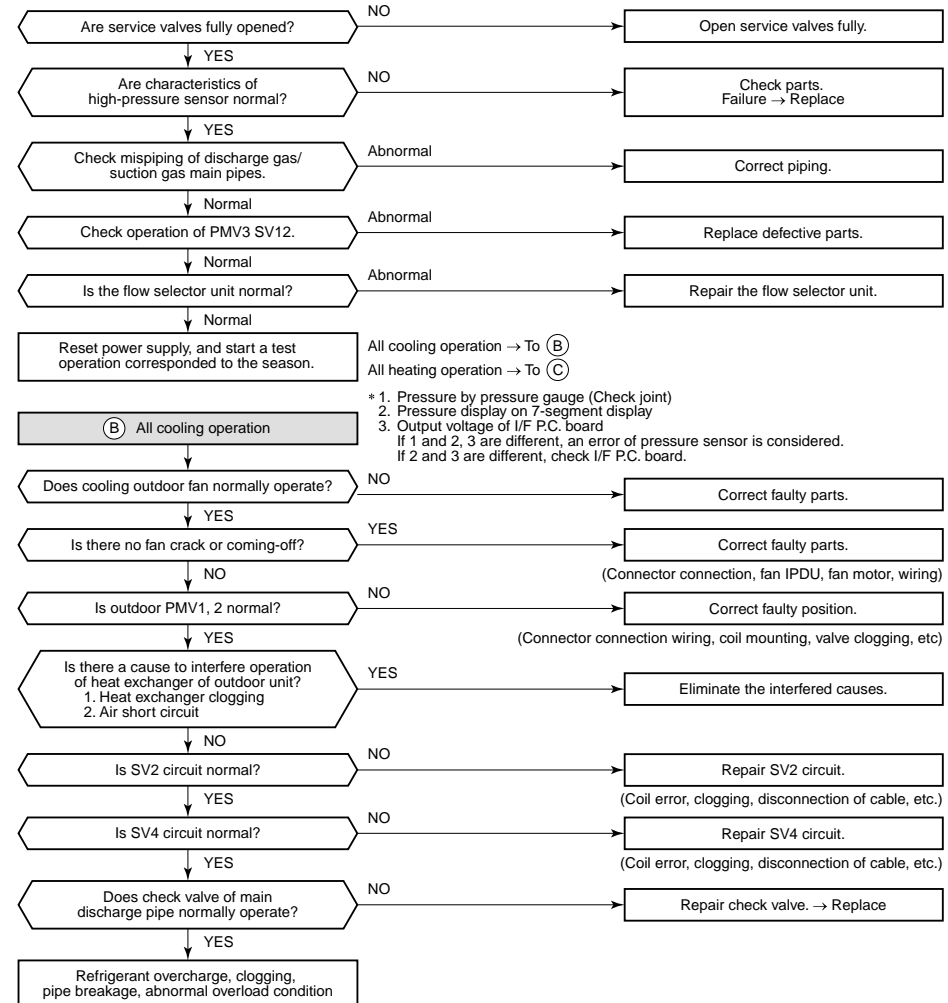 Are service valves fully opened?
NO
Open service valves fully.
YES
Are characteristics of
high-pressure sensor normal?
NO
Check parts.
Failure → Replace
YES
Check mispiping of discharge gas/
suction gas main pipes.
Abnormal
Correct piping.
Normal
Check operation of PMV3 SV12.
Abnormal
Replace defective parts.
Normal
Is the flow selector unit normal?
Abnormal
Repair the flow selector unit.
Normal
Reset power supply, and start a test
operation corresponded to the season.
All cooling operation → To B
All heating operation → To C
* 1. Pressure by pressure gauge (Check joint)
2. Pressure display on 7-segment display
3. Output voltage of I/F P.C. board
If 1 and 2, 3 are different, an error of pressure sensor is considered.
If 2 and 3 are different, check I/F P.C. board.
B All cooling operation
Does cooling outdoor fan normally operate?
NO
Correct faulty parts.
YES
Is there no fan crack or coming-off?
YES
Correct faulty parts.
(Connector connection, fan IPDU, fan motor, wiring)
NO
Is outdoor PMV1, 2 normal?
NO
Correct faulty position.
(Connector connection wiring, coil mounting, valve clogging, etc)
YES
Is there a cause to interfere operation
of heat exchanger of outdoor unit?
1. Heat exchanger clogging
2. Air short circuit
YES
Eliminate the interfered causes.
NO
Is SV2 circuit normal?
NO
Repair SV2 circuit.
(Coil error, clogging, disconnection of cable, etc.)
YES
Is SV4 circuit normal?
NO
Repair SV4 circuit.
(Coil error, clogging, disconnection of cable, etc.)
YES
Does check valve of main
discharge pipe normally operate?
NO
Repair check valve. → Replace
YES
Refrigerant overcharge, clogging,
pipe breakage, abnormal overload condition